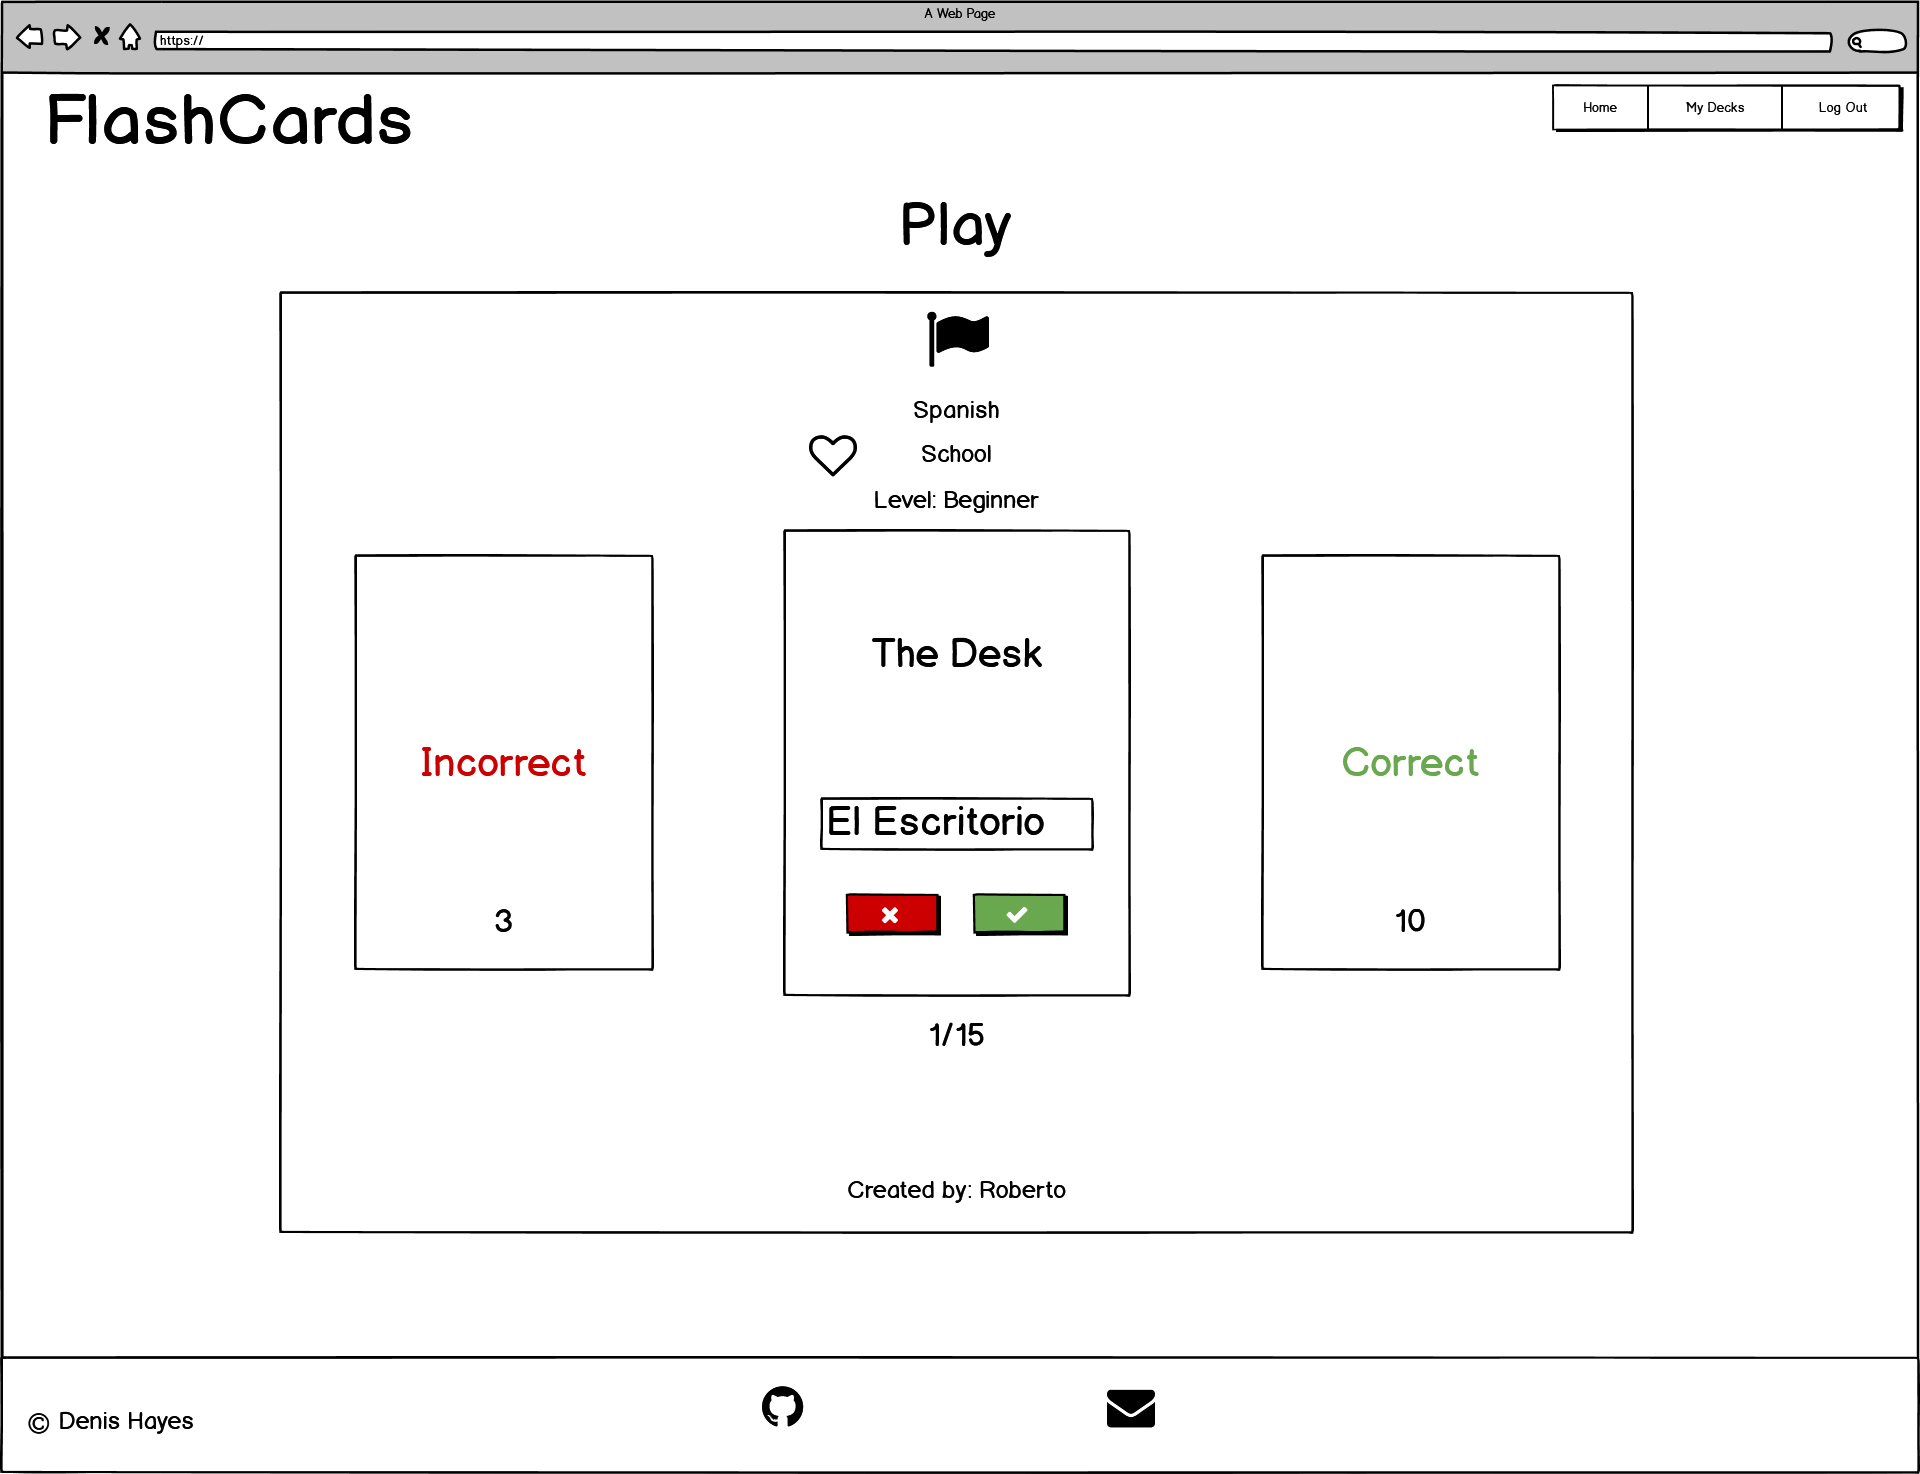 A Web Page
https://
FlashCards
Home
My Decks
Log Out
Play
Spanish
School
Level: Beginner
The Desk
Incorrect
Correct
El Escritorio
3
10
1/15
Created by: Roberto
© Denis Hayes